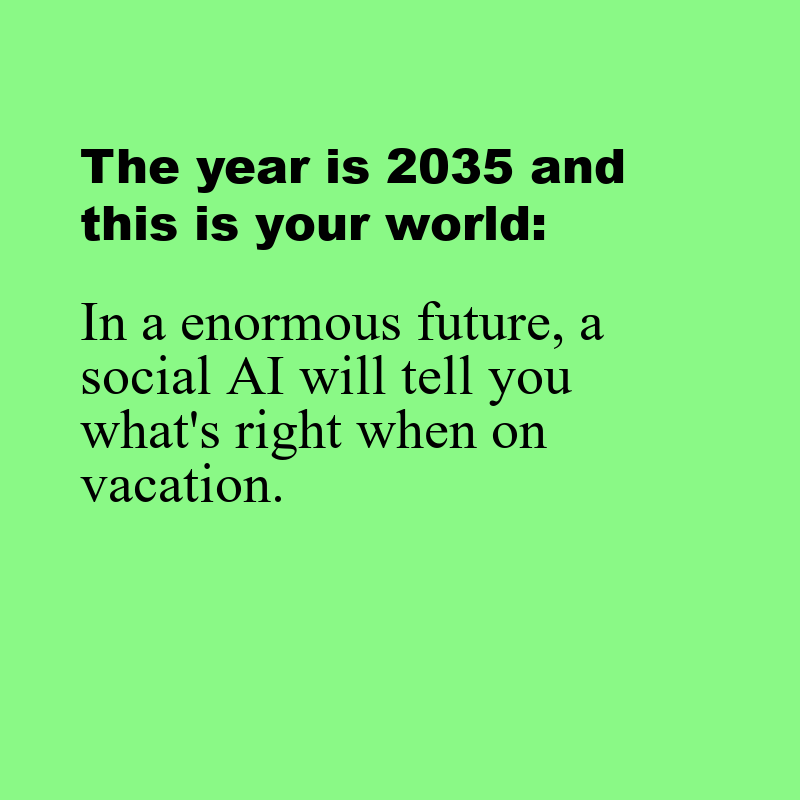 The year is 2035 and
this is your world:
In a enormous future, a
social AI will tell you
what's right when on
vacation.